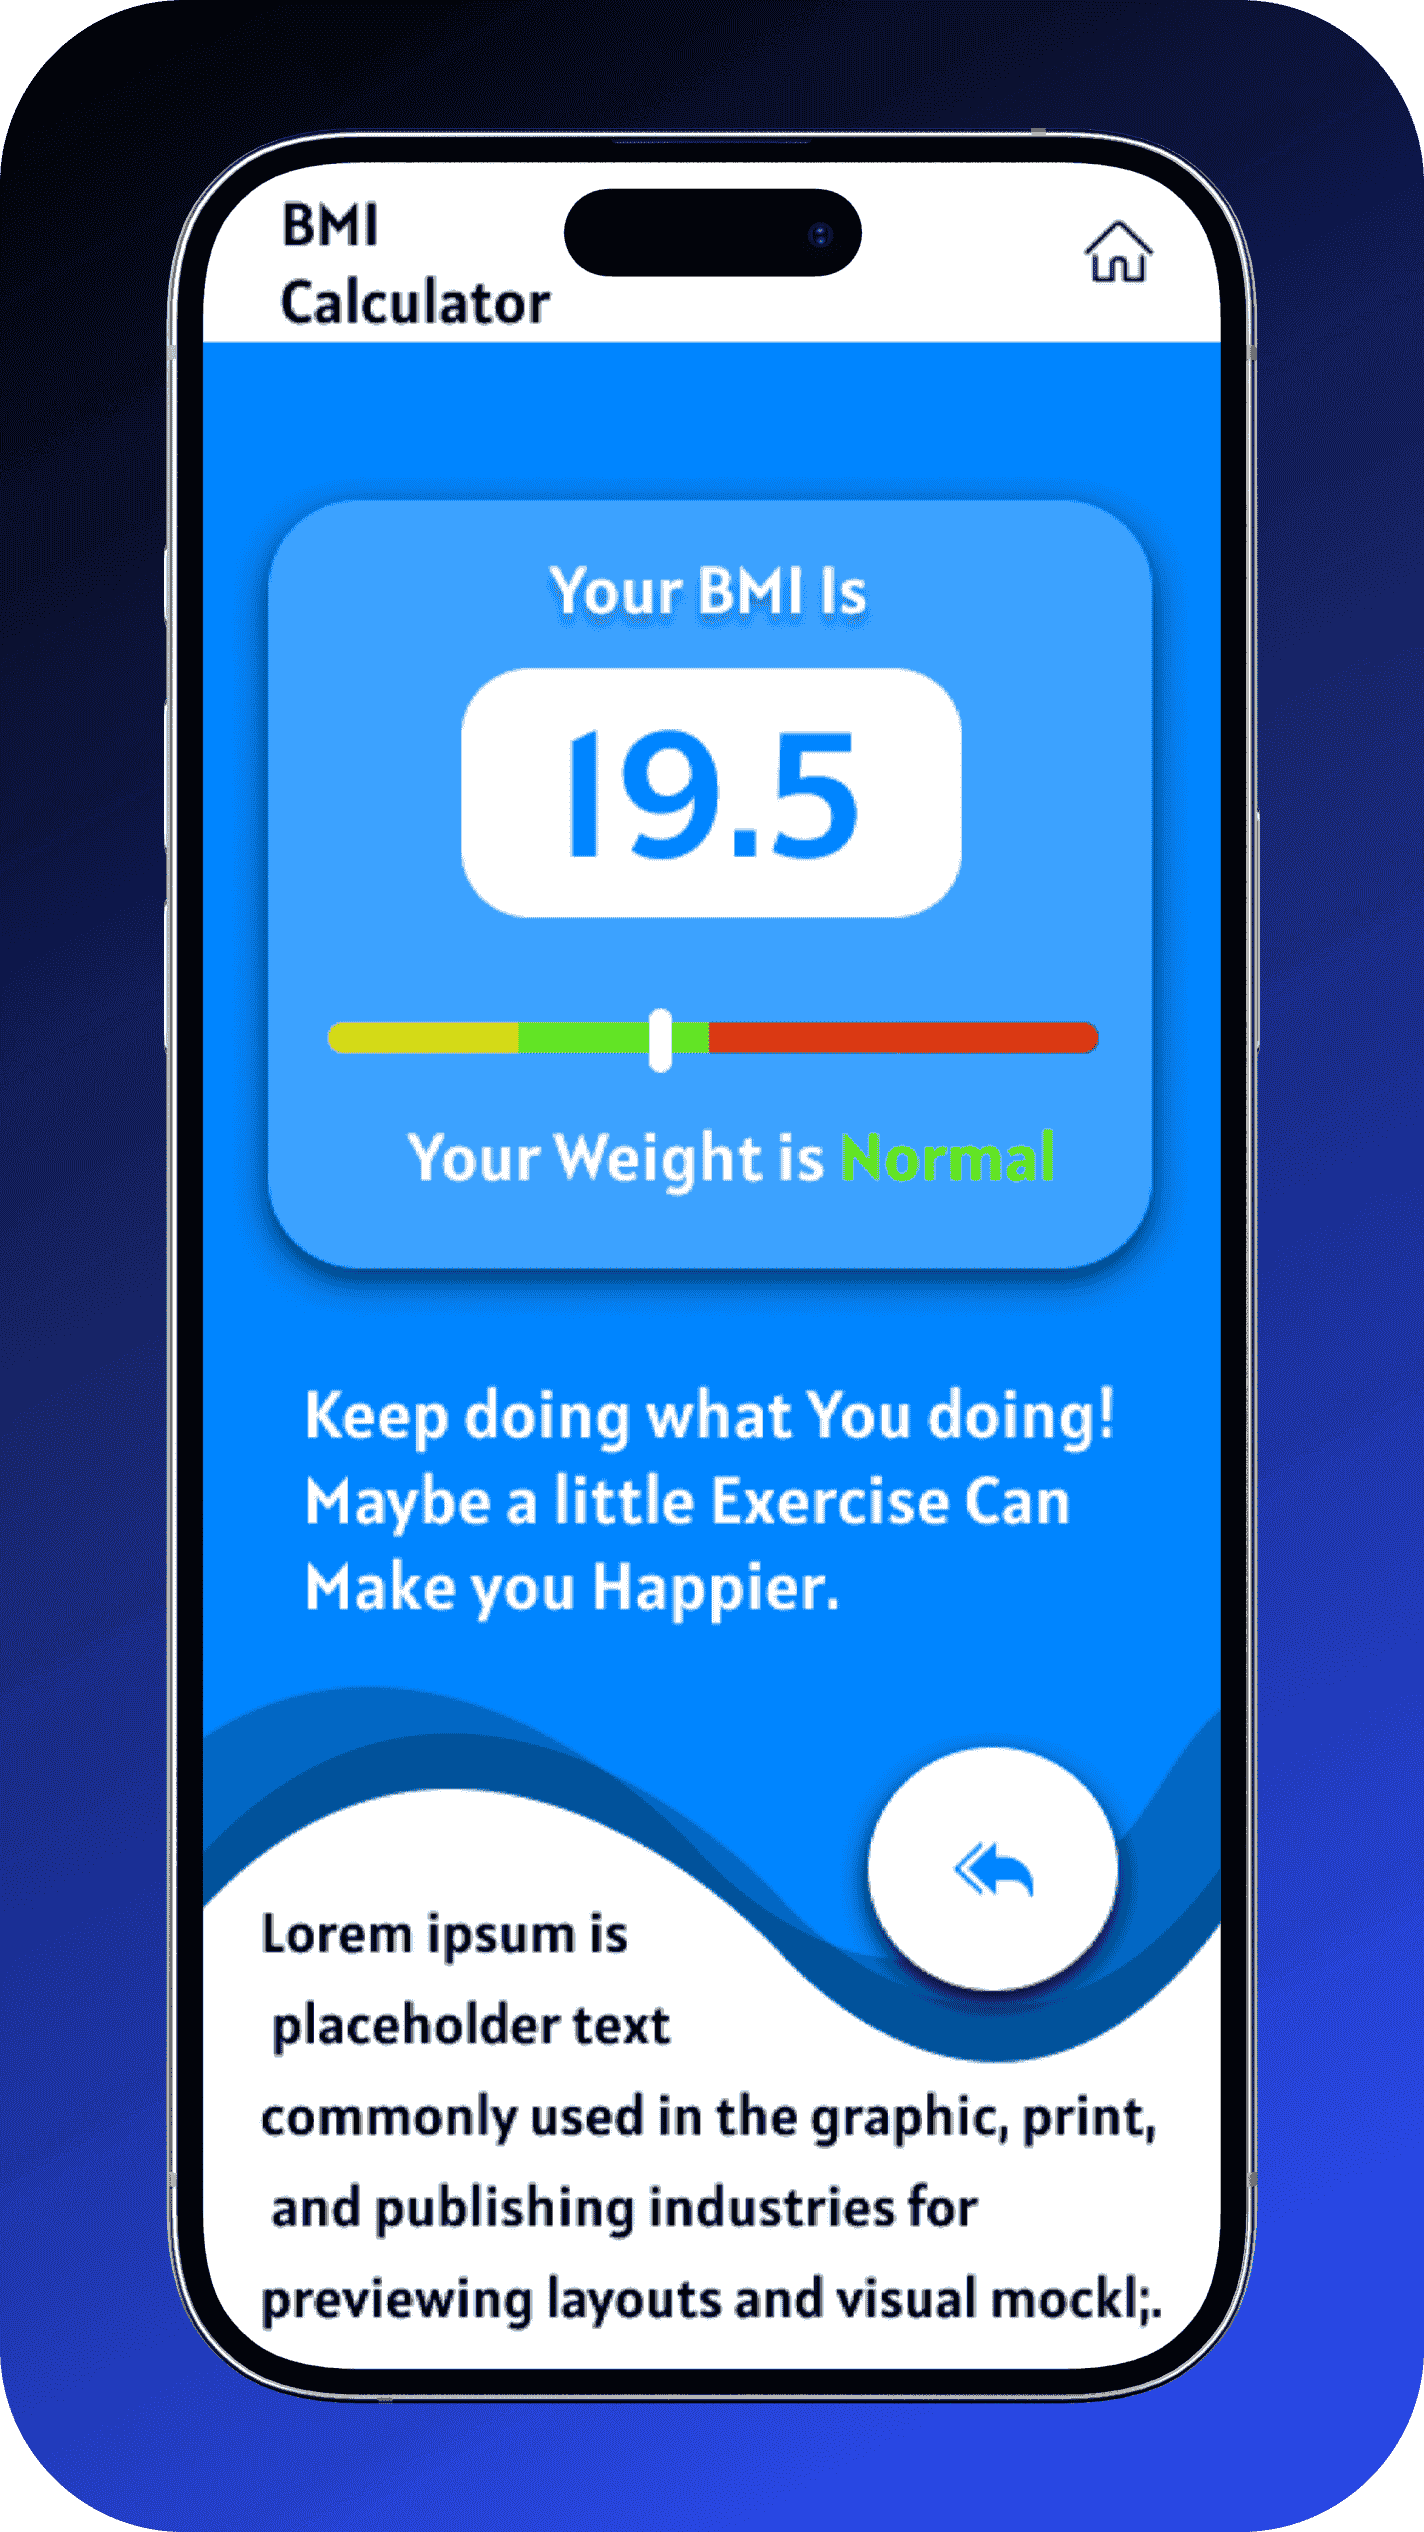 BMI
Calculator
Your BMI Is
19.5
Your Weight is Normal
Keep doing what You doing!
Maybe a little Exercise Can
Make you Happier.
Lorem ipsum is
placeholder text
commonly used in the graphic, print,
and publishing industries for
previewing layouts and visual mockl;.